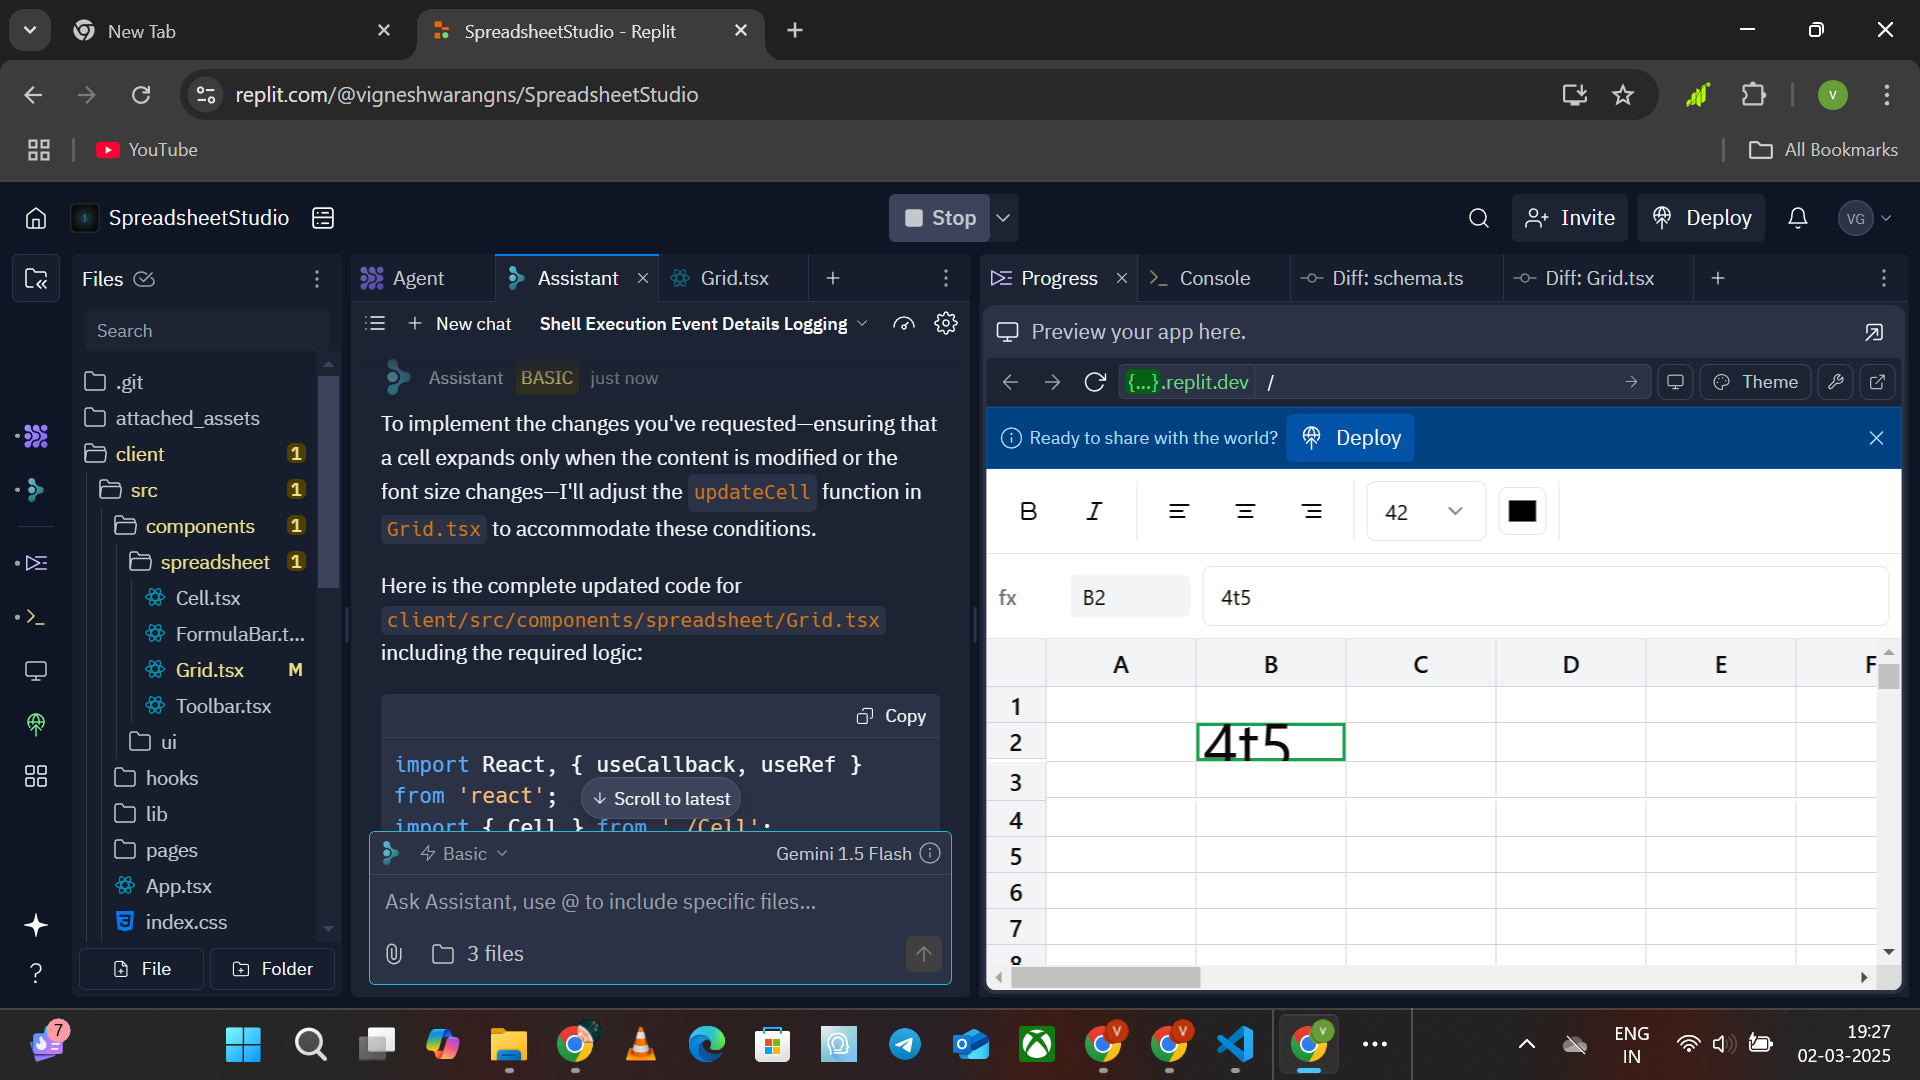 New Tab
SpreadsheetStudio - Replit
replit.com/@vigneshwarangns/SpreadsheetStudio
V
YouTube
All Bookmarks
SpreadsheetStudio
Stop
Invite
Deploy
VG
Files
Agent
Assistant
Grid.tsx
Progress
Console
Diff: schema.ts
Diff: Grid.tsx
Search
New chat
Shell Execution Event Details Logging
Preview your app here.
.git
attached_assets
client 1
src 1
components 1
spreadsheet 1
Cell.tsx
FormulaBar.t...
Grid.tsx M
Toolbar.tsx
ui
hooks
lib
pages
App.tsx
index.css
File
Folder
Assistant BASIC just now
To implement the changes you've requested—ensuring that
a cell expands only when the content is modified or the
font size changes—I'll adjust the updateCell function in
Grid.tsx to accommodate these conditions.
Here is the complete updated code for
client/src/components/spreadsheet/Grid.tsx
including the required logic:
Copy
import React, { useCallback, useRef }
from 'react';
import { Cell } from './Cell';
Scroll to latest
Basic
Gemini 1.5 Flash
Ask Assistant, use @ to include specific files...
3 files
{...}.replit.dev /
Theme
Ready to share with the world?
Deploy
B I
42
fx B2 4t5
A B C D E F
1
2 4t5
3
4
5
6
7
8
7
V
V
V
ENG
IN
19:27
02-03-2025